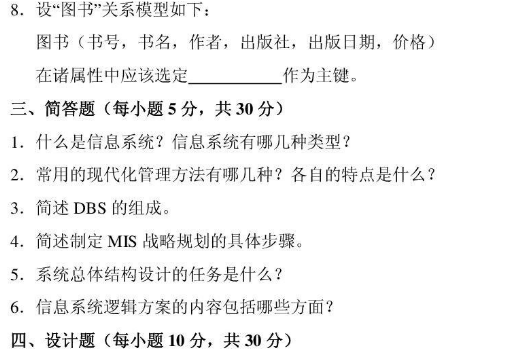 8．设“图书”关系模型如下：
图书（书号，书名，作者，出版社，出版日期，价格）
在诸属性中应该选定__________作为主键。
三、简答题（每小题 5 分，共 30 分）
1．什么是信息系统？信息系统有哪几种类型？
2．常用的现代化管理方法有哪几种？各自的特点是什么？
3．简述 DBS 的组成。
4．简述制定 MIS 战略规划的具体步骤。
5．系统总体结构设计的任务是什么？
6．信息系统逻辑方案的内容包括哪些方面？
四、设计题（每小题 10 分，共 30 分）